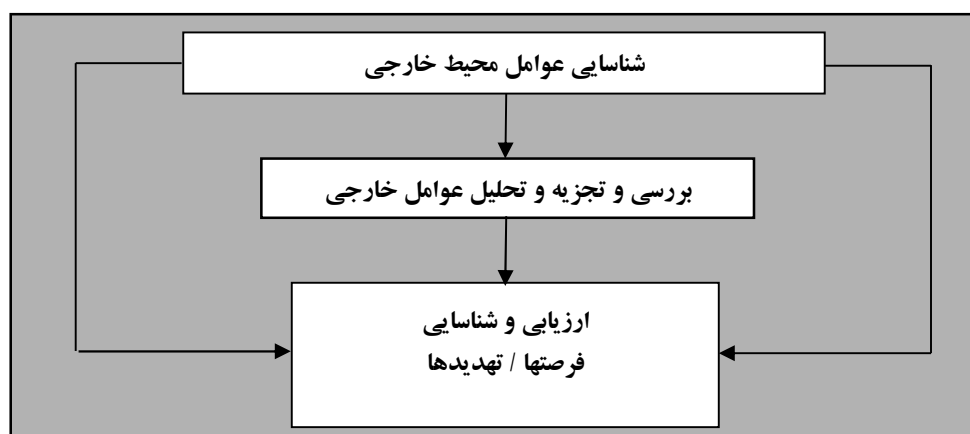 شناسایی عوامل محیط خارجی
بررسی و تجزیه و تحلیل عوامل خارجی
ارزیابی و شناسایی
فرصتها / تهدیدها